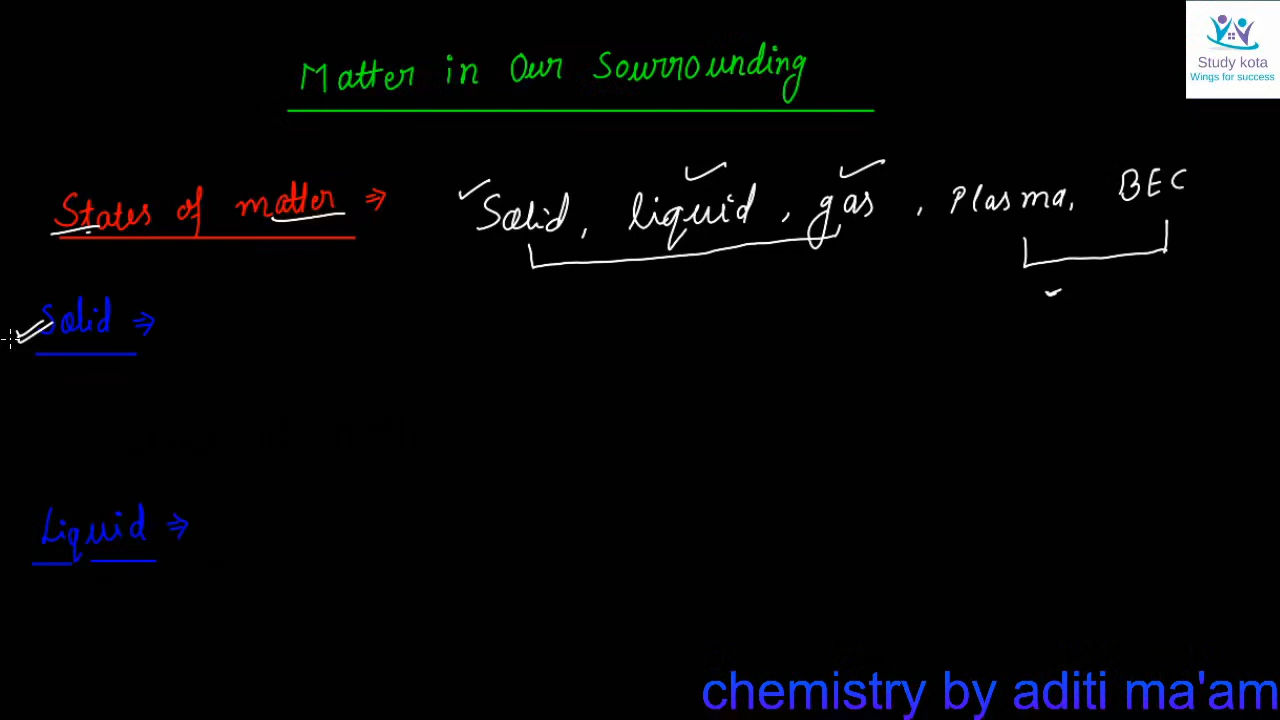 Study kota
Wings for success
Matter in Our Sourrounding
States of matter ⇒ Solid, liquid, gas, Plasma, BEC
Solid ⇒
Liquid ⇒
chemistry by aditi ma'am